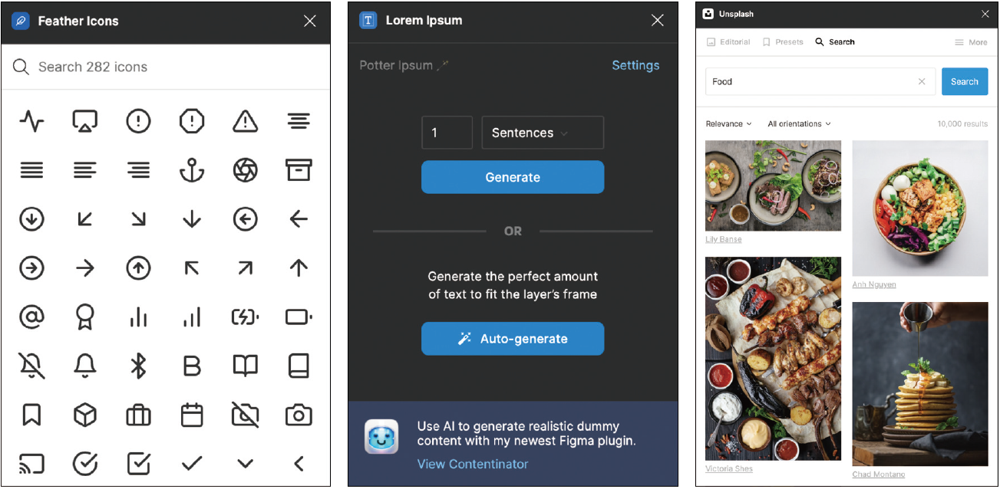 Feather Icons
Search 282 icons
Lorem Ipsum
Potter Ipsum
Settings
1
Sentences
Generate
OR
Generate the perfect amount
of text to fit the layer's frame
Auto-generate
Use AI to generate realistic dummy
content with my newest Figma plugin.
View Contentinator
Unsplash
Editorial
Presets
Search
More
Food
Search
Relevance
All orientations
10,000 results
Lily Banse
Anh Nguyen
Victoria Shes
Chad Montano